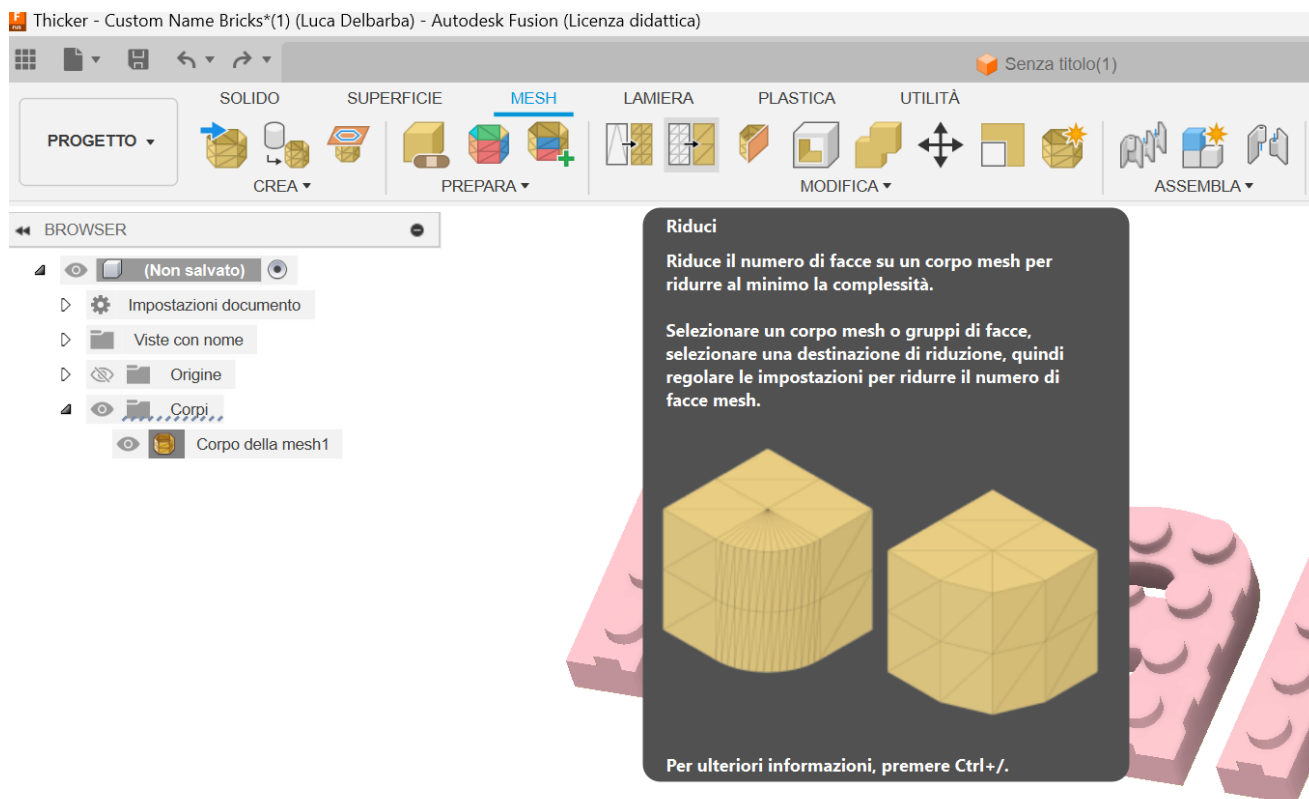 Thicker - Custom Name Bricks*(1) (Luca Delbarba) - Autodesk Fusion (Licenza didattica)
Senza titolo(1)
SOLIDO SUPERFICIE MESH LAMIERA PLASTICA UTILITÀ
PROGETTO
CREA PREPARA MODIFICA ASSEMBLA
BROWSER
(Non salvato)
Impostazioni documento
Viste con nome
Origine
Corpi
Corpo della mesh1
Riduci
Riduce il numero di facce su un corpo mesh per
ridurre al minimo la complessità.
Selezionare un corpo mesh o gruppi di facce,
selezionare una destinazione di riduzione, quindi
regolare le impostazioni per ridurre il numero di
facce mesh.
Per ulteriori informazioni, premere Ctrl+/.